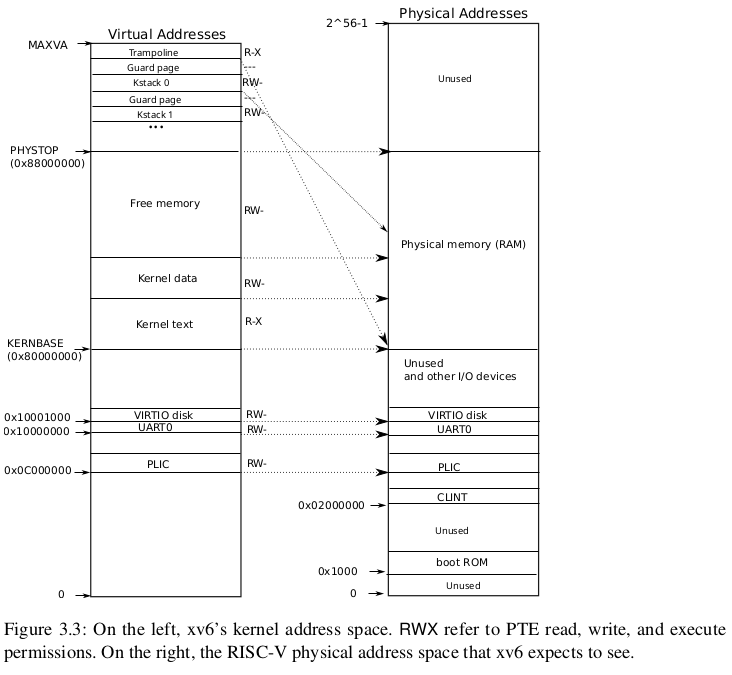 Virtual Addresses
MAXVA
Trampoline
R-X
Guard page
---
Kstack 0
RW-
Guard page
---
Kstack 1
RW-
...
PHYSTOP
(0x88000000)
Free memory
RW-
Kernel data
RW-
Kernel text
R-X
KERNBASE
(0x80000000)
0x10001000
VIRTIO disk
RW-
0x10000000
UART0
RW-
0x0C000000
PLIC
RW-
0
Physical Addresses
2^56-1
Unused
Physical memory (RAM)
Unused
and other I/O devices
VIRTIO disk
UART0
PLIC
CLINT
0x02000000
Unused
boot ROM
0x1000
Unused
0
Figure 3.3: On the left, xv6’s kernel address space. RWX refer to PTE read, write, and execute
permissions. On the right, the RISC-V physical address space that xv6 expects to see.